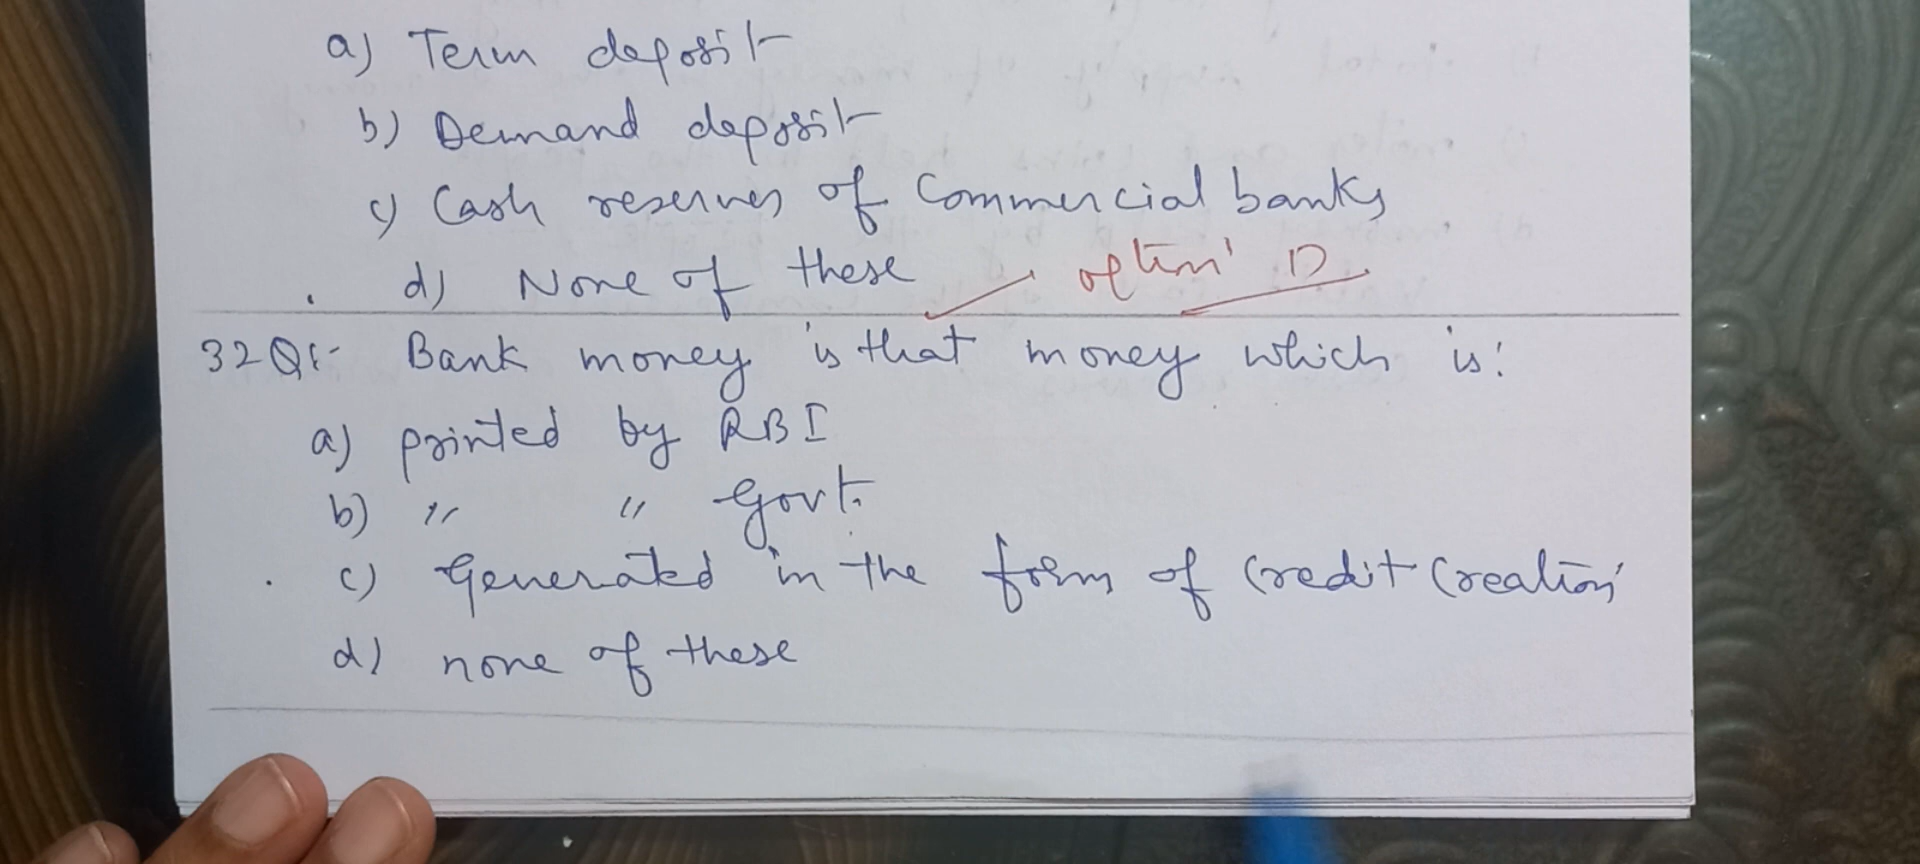 a) Term deposit
b) Demand deposit
c) Cash reserves of Commercial banks
d) None of these option D
32Q:- Bank money is that money which is:
a) printed by RBI
b) " " Govt.
c) Generated in the form of credit creation
d) none of these